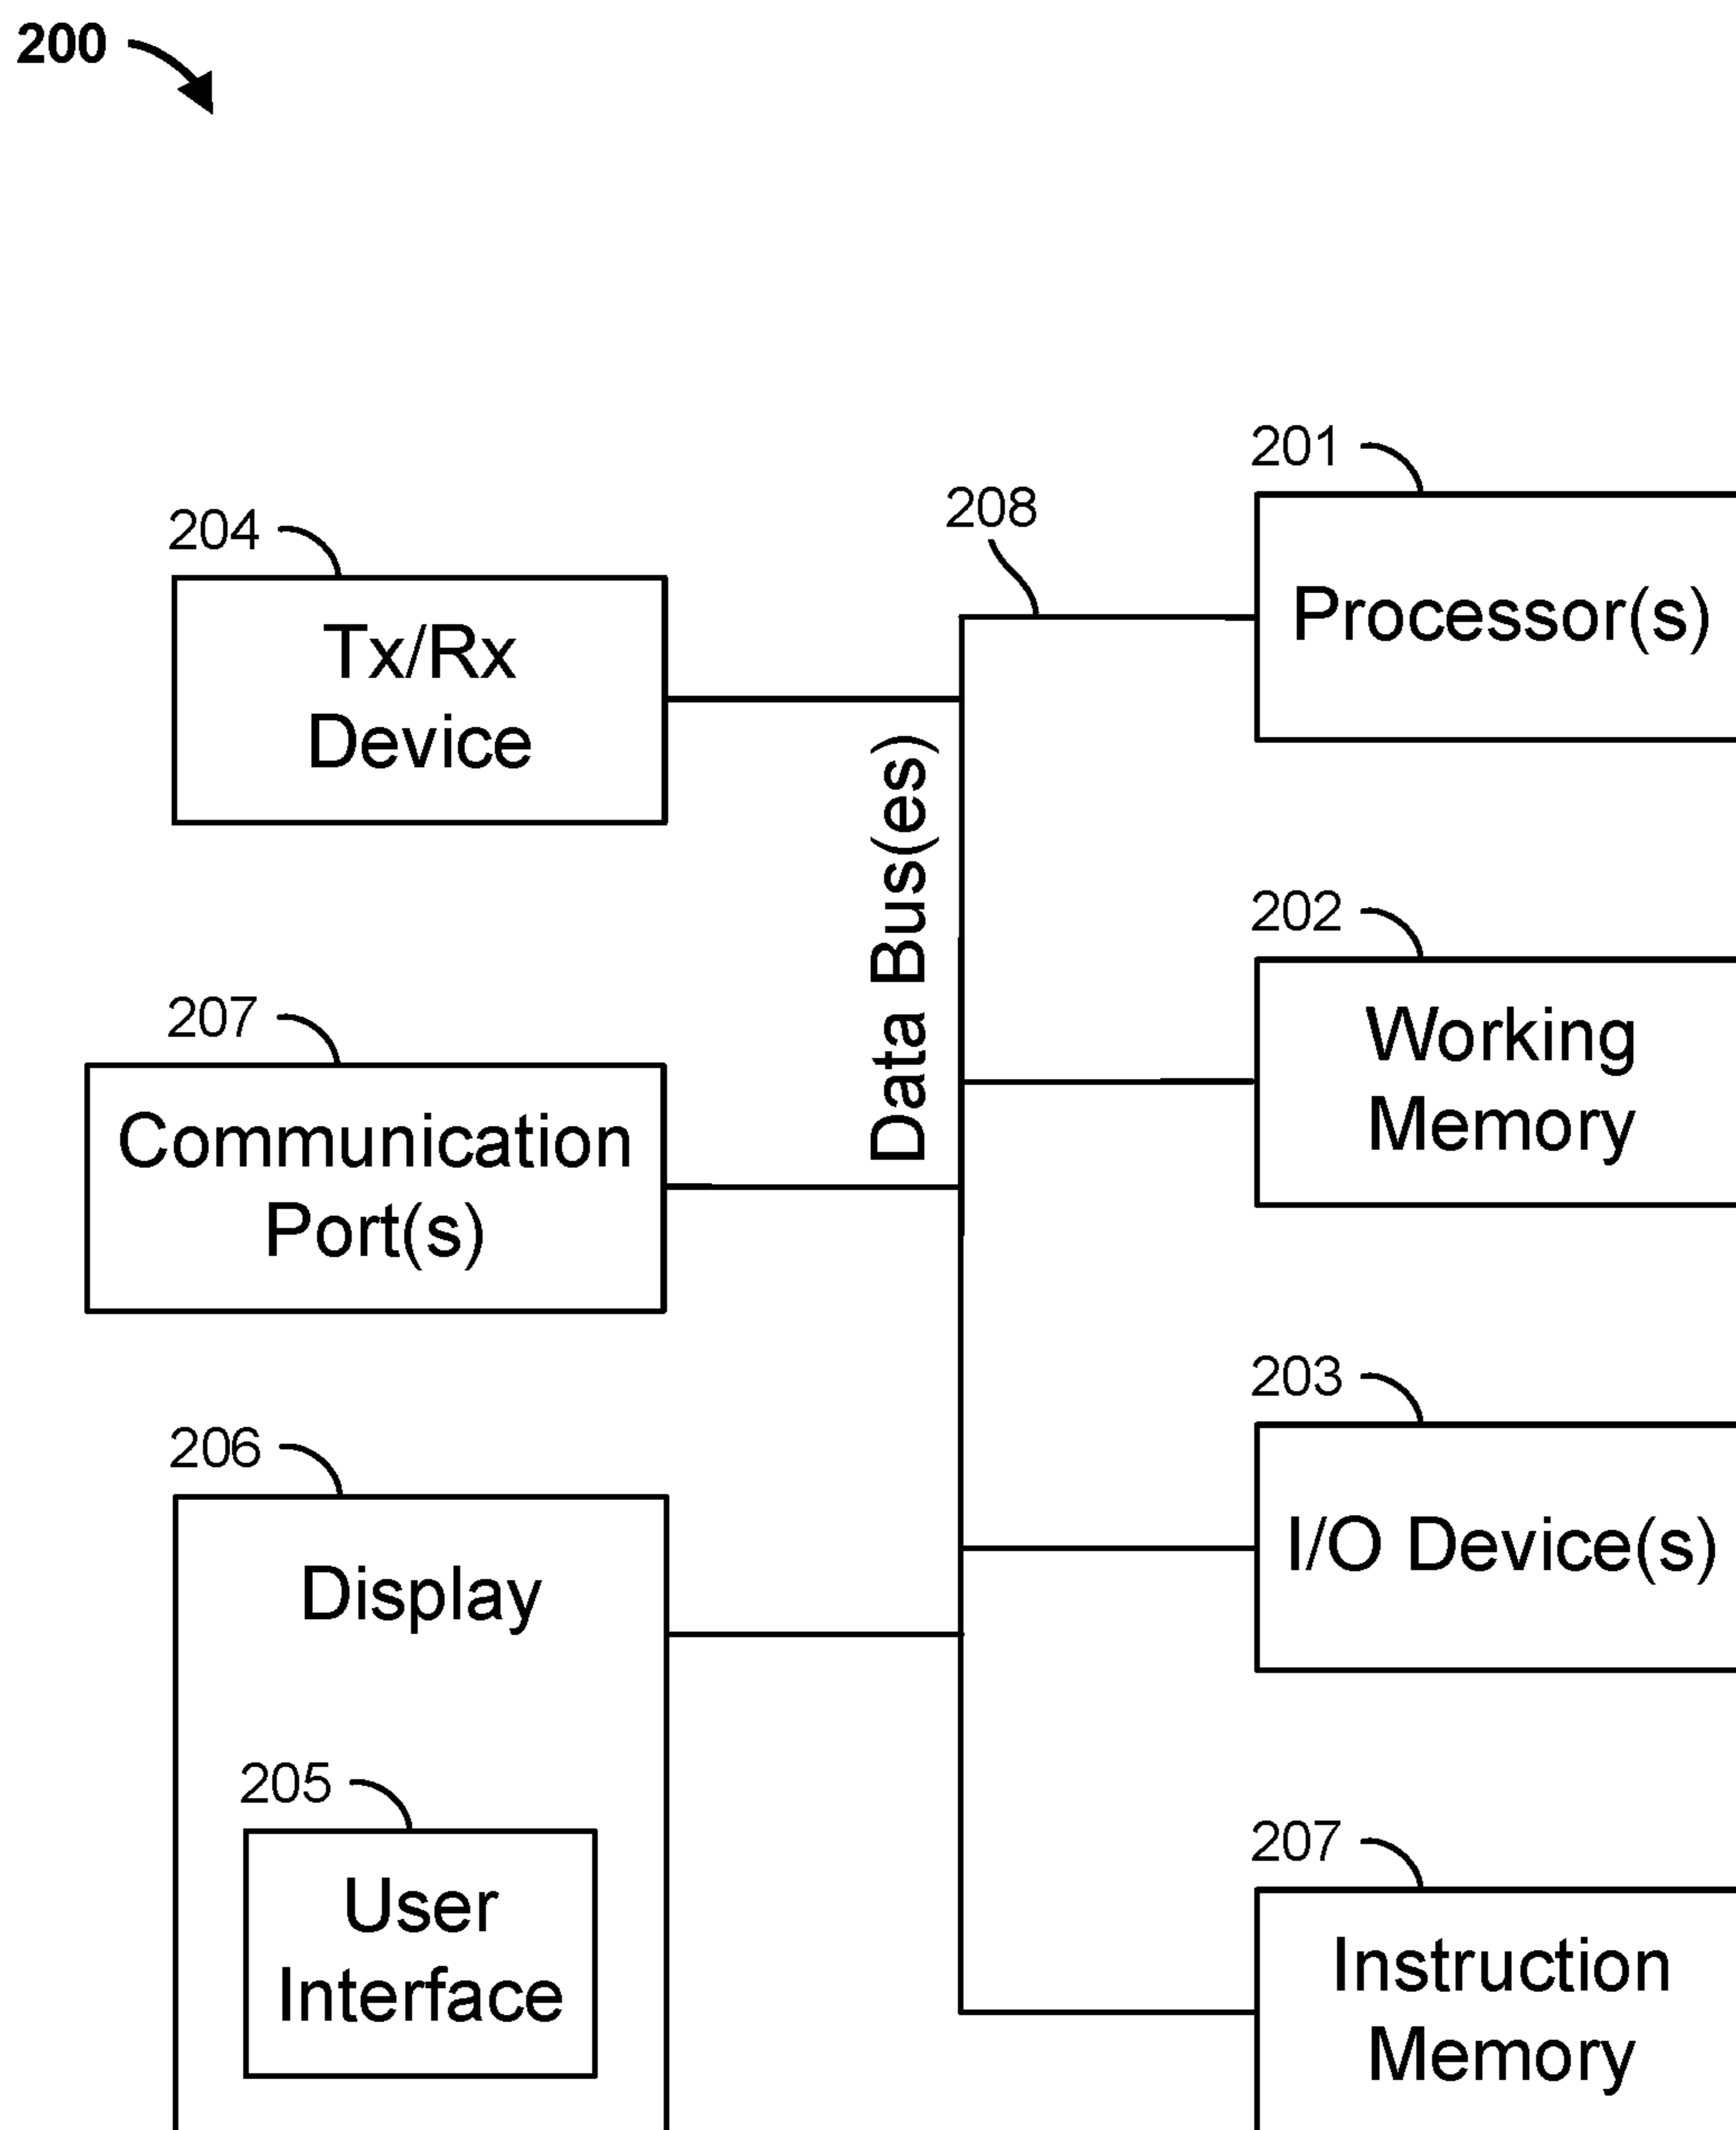 200
201
208
204
Processor(s)
Tx/Rx
Device
Data Bus(es)
202
207
Working
Memory
Communication
Port(s)
203
206
I/O Device(s)
Display
205
207
User
Interface
Instruction
Memory